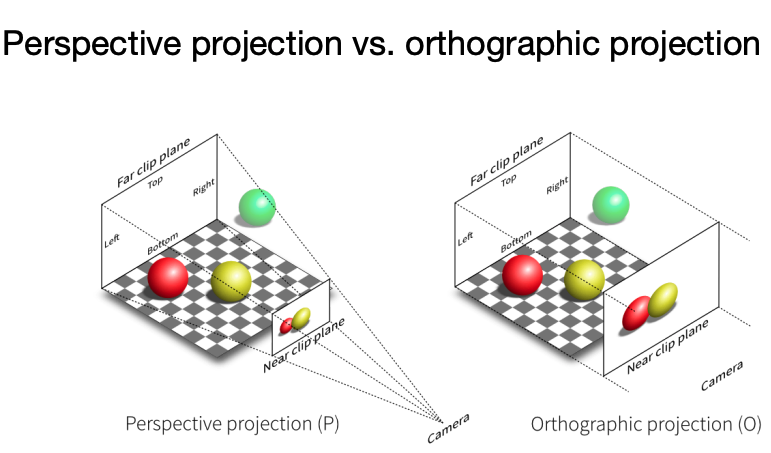 Perspective projection vs. orthographic projection
Far clip plane
Top
Right
Left
Bottom
Near clip plane
Camera
Perspective projection (P)
Far clip plane
Top
Right
Left
Bottom
Near clip plane
Camera
Orthographic projection (O)